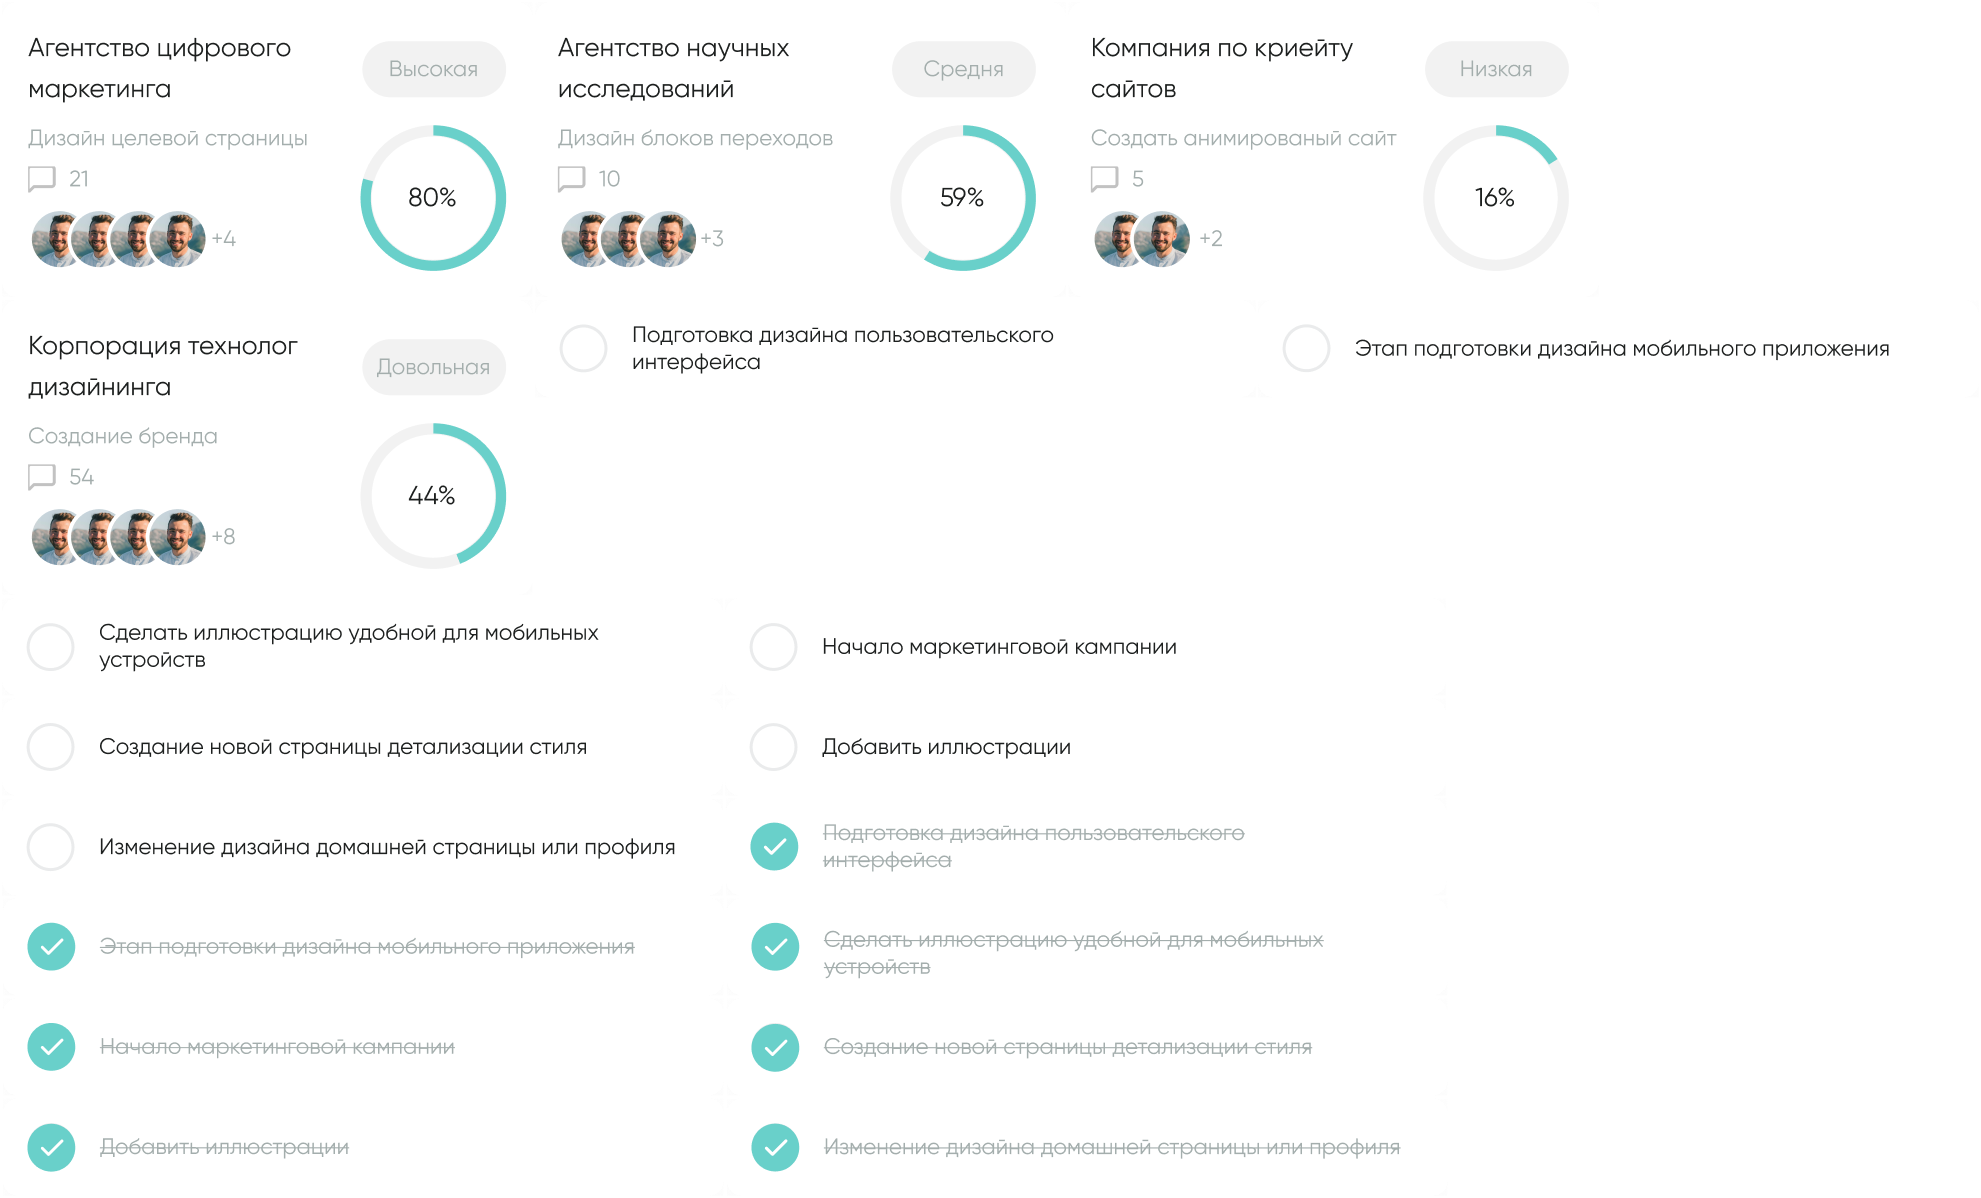 Агентство цифрового
маркетинга
Высокая
Дизайн целевой страницы
21
80%
+4
Агентство научных
исследований
Средня
Дизайн блоков переходов
10
59%
+3
Компания по криейту
сайтов
Низкая
Создать анимированый сайт
5
16%
+2
Корпорация технолог
дизайнинга
Довольная
Создание бренда
54
44%
+8
Подготовка дизайна пользовательского
интерфейса
Этап подготовки дизайна мобильного приложения
Сделать иллюстрацию удобной для мобильных
устройств
Начало маркетинговой кампании
Создание новой страницы детализации стиля
Добавить иллюстрации
Изменение дизайна домашней страницы или профиля
Подготовка дизайна пользовательского
интерфейса
Этап подготовки дизайна мобильного приложения
Сделать иллюстрацию удобной для мобильных
устройств
Начало маркетинговой кампании
Создание новой страницы детализации стиля
Добавить иллюстрации
Изменение дизайна домашней страницы или профиля